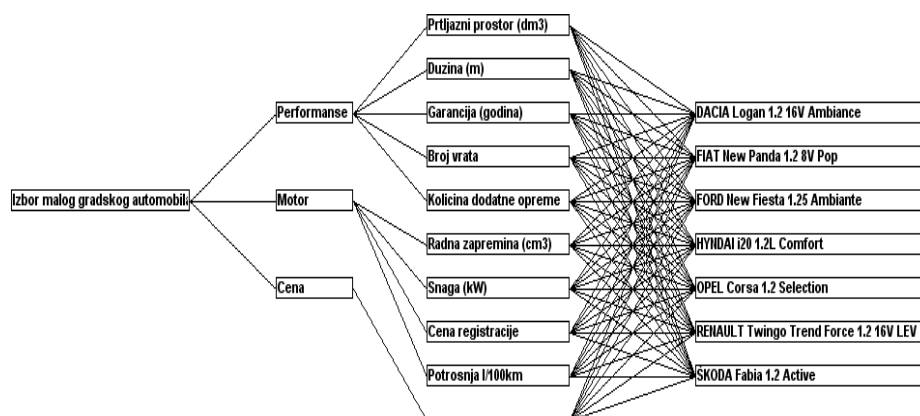 Prtljazni prostor (dm3)
Duzina (m)
Performanse
Garancija (godina)
DACIA Logan 1.2 16V Ambiance
Broj vrata
FIAT New Panda 1.2 8V Pop
Izbor malog gradskog automobila
Motor
Kolicina dodatne opreme
FORD New Fiesta 1.25 Ambiante
Radna zapremina (cm3)
HYNDAI i20 1.2L Comfort
Cena
Snaga (kW)
OPEL Corsa 1.2 Selection
Cena registracije
RENAULT Twingo Trend Force 1.2 16V LEV
Potrosnja l/100km
ŠKODA Fabia 1.2 Active